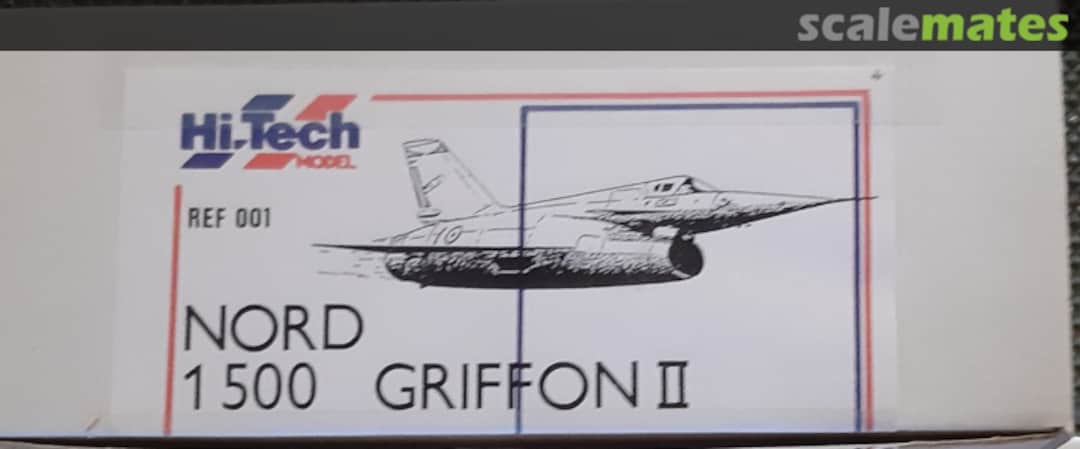 scalemates
Hi-Tech
MODEL
REF 001
NORD
1500 GRIFFON II